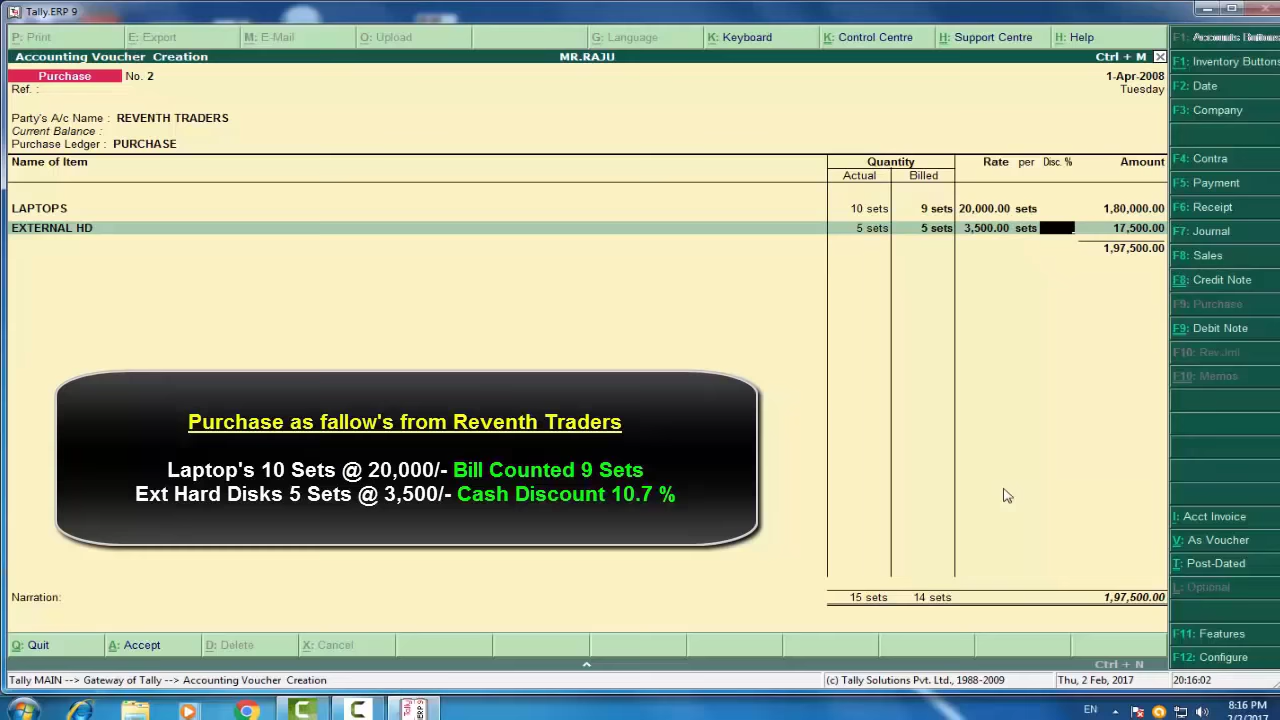 Tally.ERP 9
P: Print E: Export M: E-Mail O: Upload G: Language K: Keyboard K: Control Centre H: Support Centre H: Help
Accounting Voucher Creation MR.RAJU Ctrl + M
Purchase No. 2 1-Apr-2008
Ref. : Tuesday
Party's A/c Name : REVENTH TRADERS
Current Balance :
Purchase Ledger : PURCHASE
Name of Item Quantity Rate per Disc. % Amount
Actual Billed
LAPTOPS 10 sets 9 sets 20,000.00 sets 1,80,000.00
EXTERNAL HD 5 sets 5 sets 3,500.00 sets 17,500.00
1,97,500.00
Purchase as fallow's from Reventh Traders
Laptop's 10 Sets @ 20,000/- Bill Counted 9 Sets
Ext Hard Disks 5 Sets @ 3,500/- Cash Discount 10.7 %
Narration: 15 sets 14 sets 1,97,500.00
Q: Quit A: Accept D: Delete X: Cancel
Ctrl + N
Tally MAIN --> Gateway of Tally --> Accounting Voucher Creation (c) Tally Solutions Pvt. Ltd., 1988-2009 Thu, 2 Feb, 2017 20:16:02
F1: Inventory Buttons
F2: Date
F3: Company
F4: Contra
F5: Payment
F6: Receipt
F7: Journal
F8: Sales
F8: Credit Note
F9: Purchase
F9: Debit Note
F10: Memos
I: Acct Invoice
V: As Voucher
T: Post-Dated
L: Optional
F11: Features
F12: Configure
EN 8:16 PM
2/2/2017